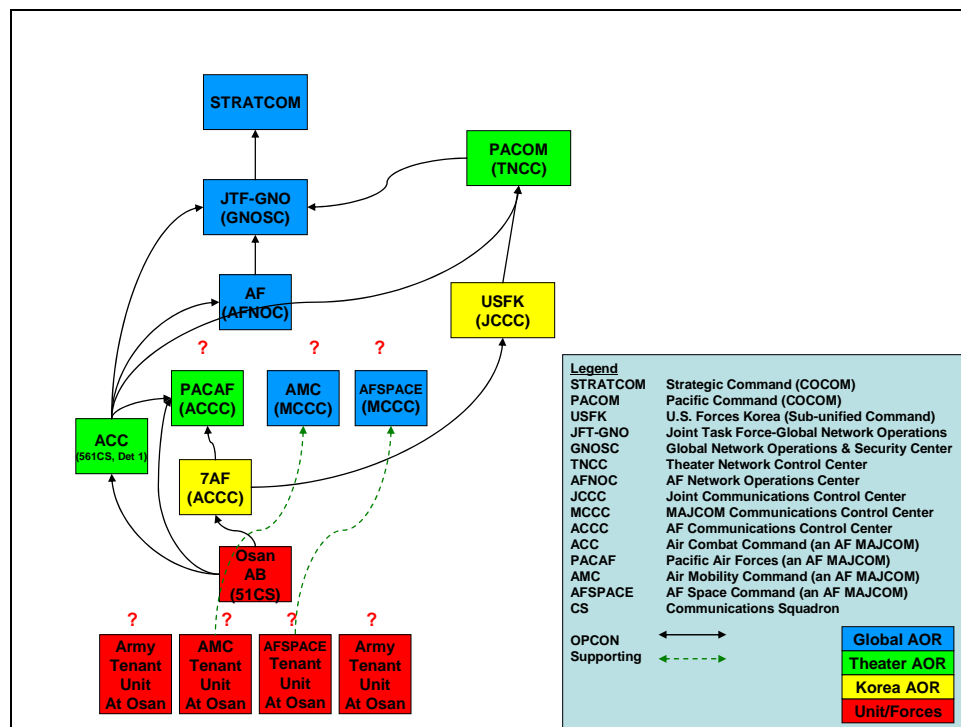 STRATCOM
PACOM
(TNCC)
JTF-GNO
(GNOSC)
AF
(AFNOC)
USFK
(JCCC)
?
?
?
PACAF
(ACCC)
AMC
(MCCC)
AFSPACE
(MCCC)
ACC
(561CS, Det 1)
7AF
(ACCC)
Osan
AB
(51CS)
?
?
?
?
Army
Tenant
Unit
At Osan
AMC
Tenant
Unit
At Osan
AFSPACE
Tenant
Unit
At Osan
Army
Tenant
Unit
At Osan
Legend
STRATCOM Strategic Command (COCOM)
PACOM Pacific Command (COCOM)
USFK U.S. Forces Korea (Sub-unified Command)
JFT-GNO Joint Task Force-Global Network Operations
GNOSC Global Network Operations & Security Center
TNCC Theater Network Control Center
AFNOC AF Network Operations Center
JCCC Joint Communications Control Center
MCCC MAJCOM Communications Control Center
ACCC AF Communications Control Center
ACC Air Combat Command (an AF MAJCOM)
PACAF Pacific Air Forces (an AF MAJCOM)
AMC Air Mobility Command (an AF MAJCOM)
AFSPACE AF Space Command (an AF MAJCOM)
CS Communications Squadron
OPCON
Supporting
Global AOR
Theater AOR
Korea AOR
Unit/Forces